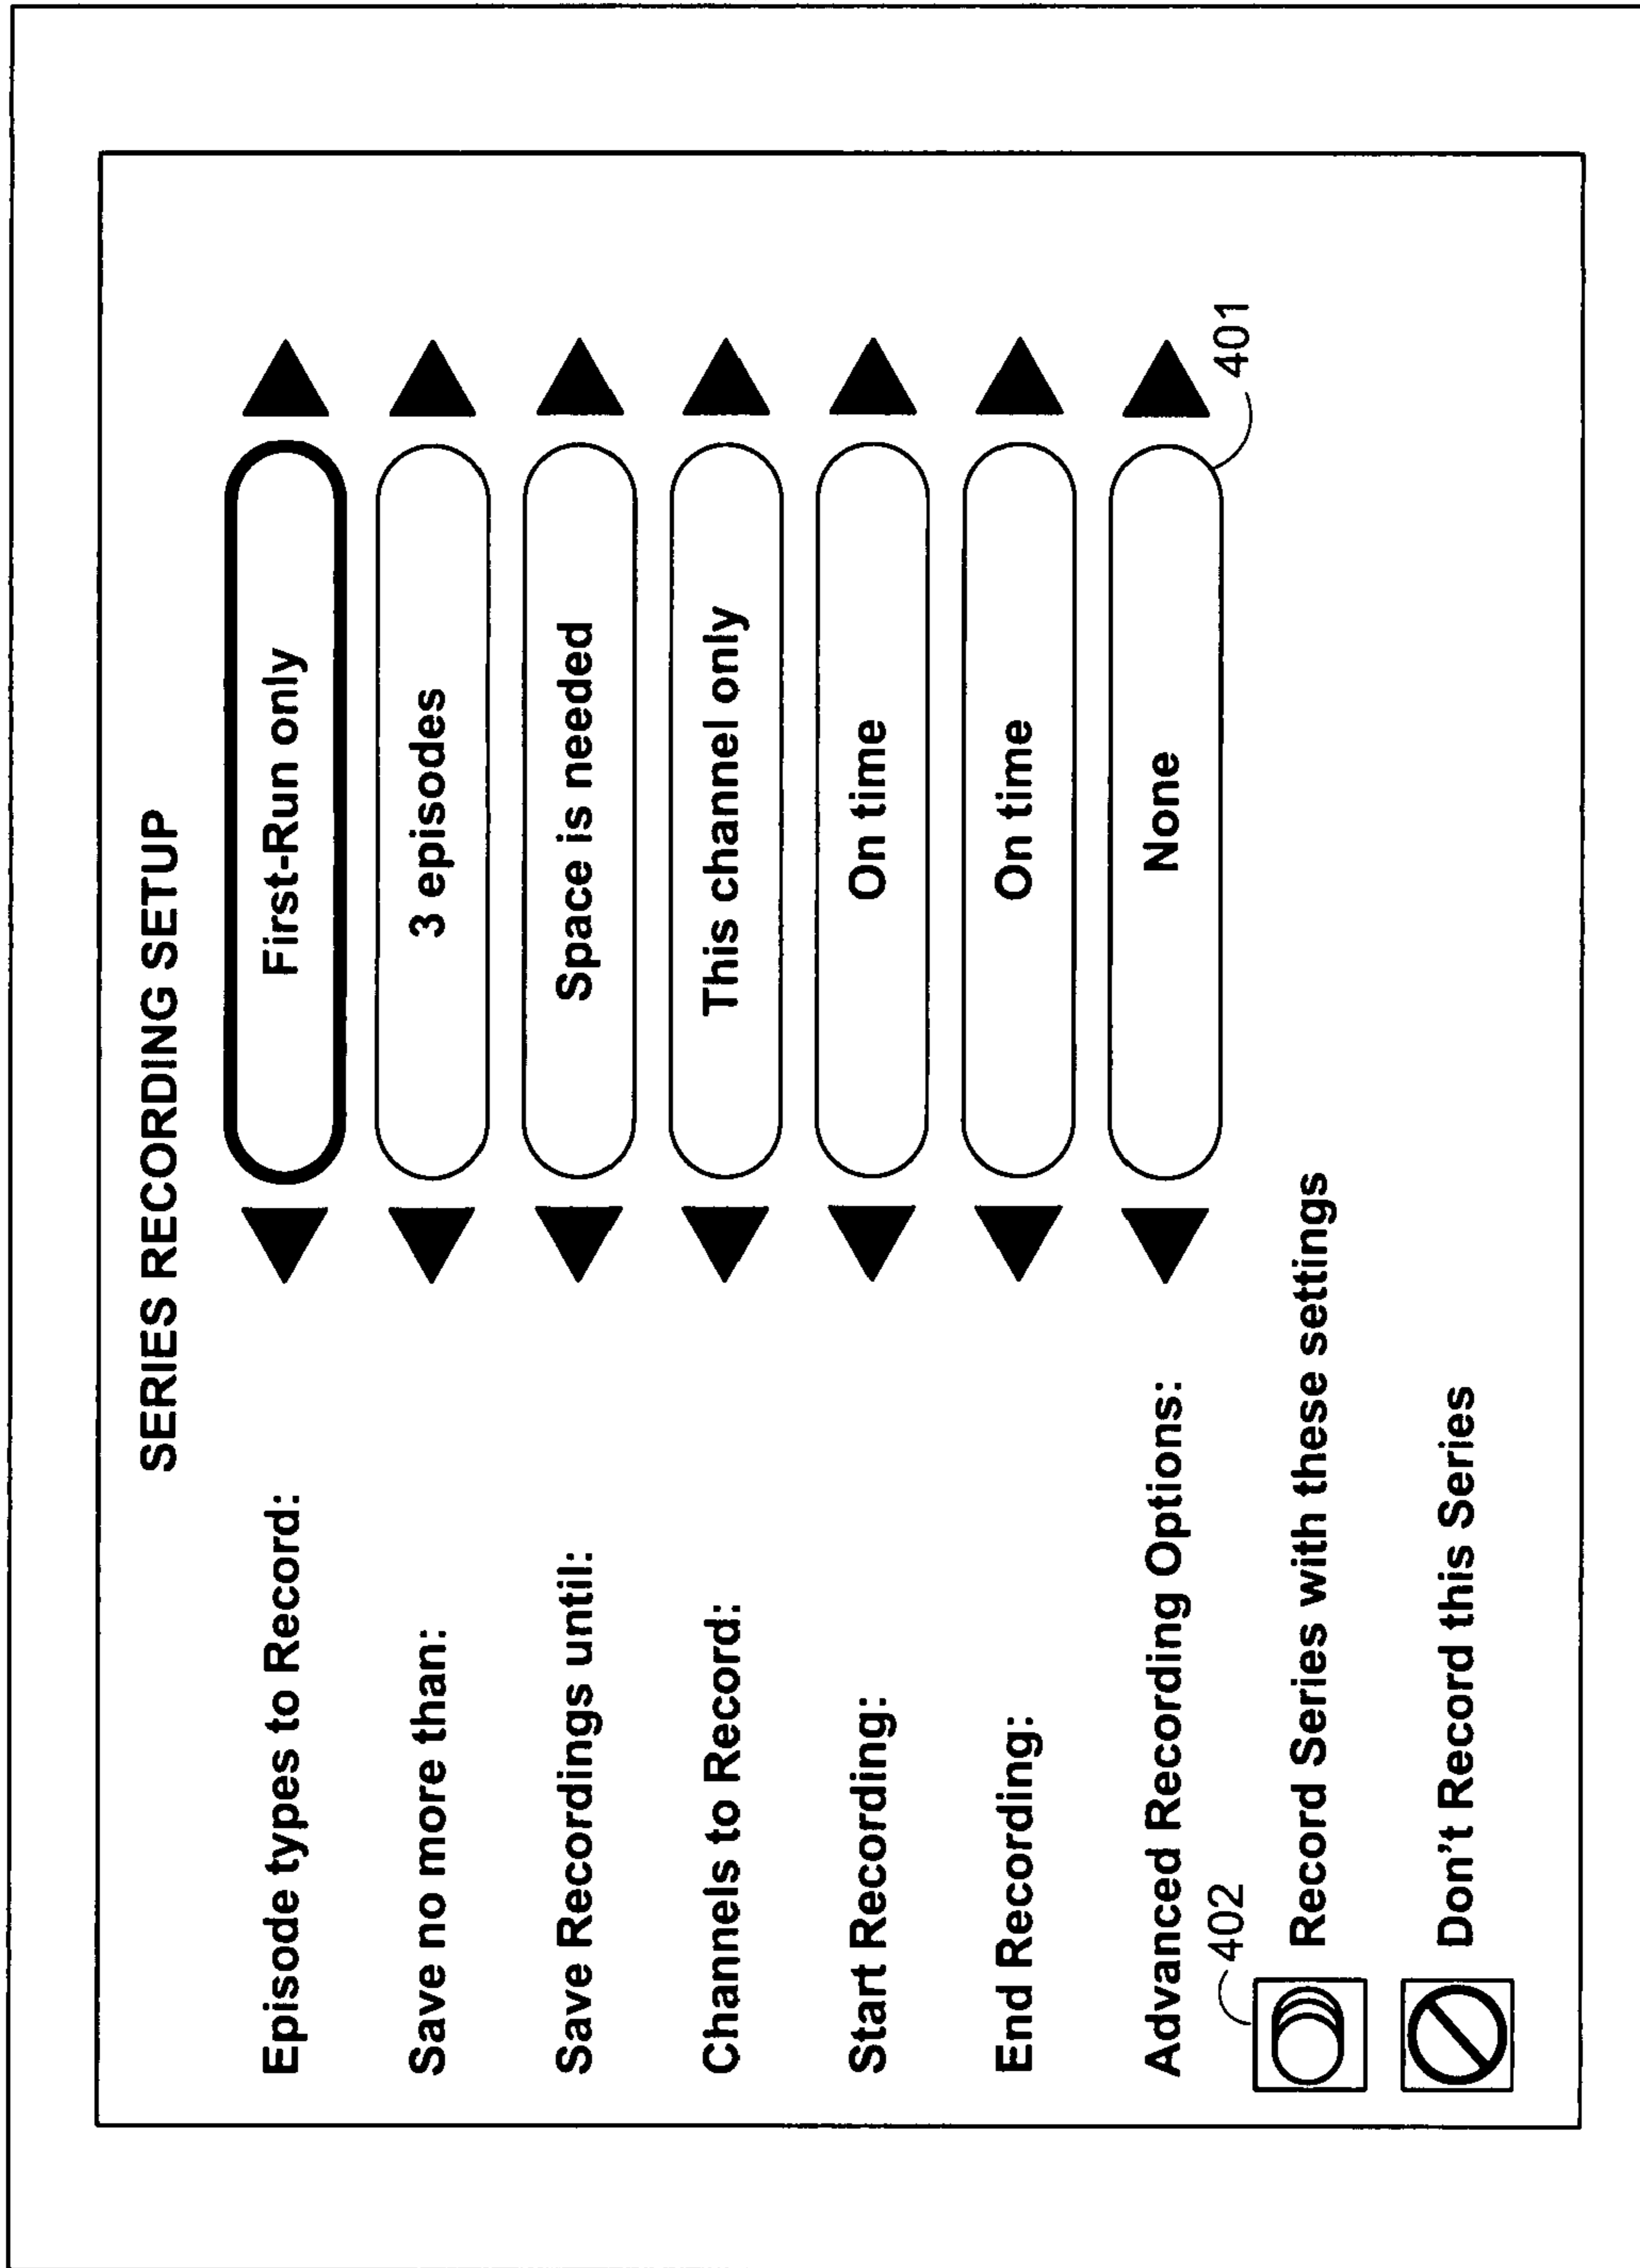 SERIES RECORDING SETUP
Episode types to Record: First-Run only
Save no more than: 3 episodes
Save Recordings until: Space is needed
Channels to Record: This channel only
Start Recording: On time
End Recording: On time
Advanced Recording Options: None
401
402
Record Series with these settings
Don't Record this Series